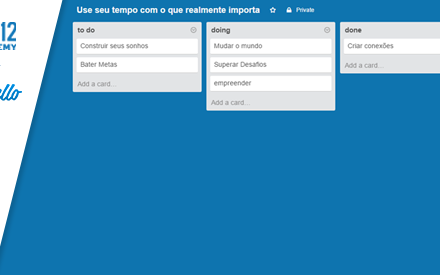 12
EMY
ello
Use seu tempo com o que realmente importa
Private
to do
Construir seus sonhos
Bater Metas
Add a card...
doing
Mudar o mundo
Superar Desafios
empreender
Add a card...
done
Criar conexões
Add a card...